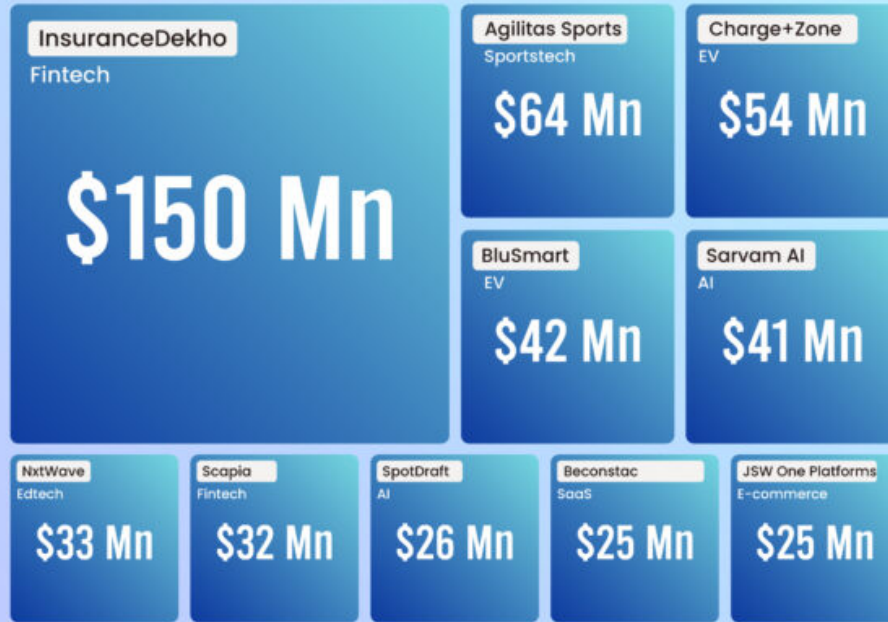 InsuranceDekho
Fintech
$150 Mn
Agilitas Sports
Sportstech
$64 Mn
Charge+Zone
EV
$54 Mn
BluSmart
EV
$42 Mn
Sarvam AI
AI
$41 Mn
NxtWave
Edtech
$33 Mn
Scapia
Fintech
$32 Mn
SpotDraft
AI
$26 Mn
Beconstac
SaaS
$25 Mn
JSW One Platforms
E-commerce
$25 Mn